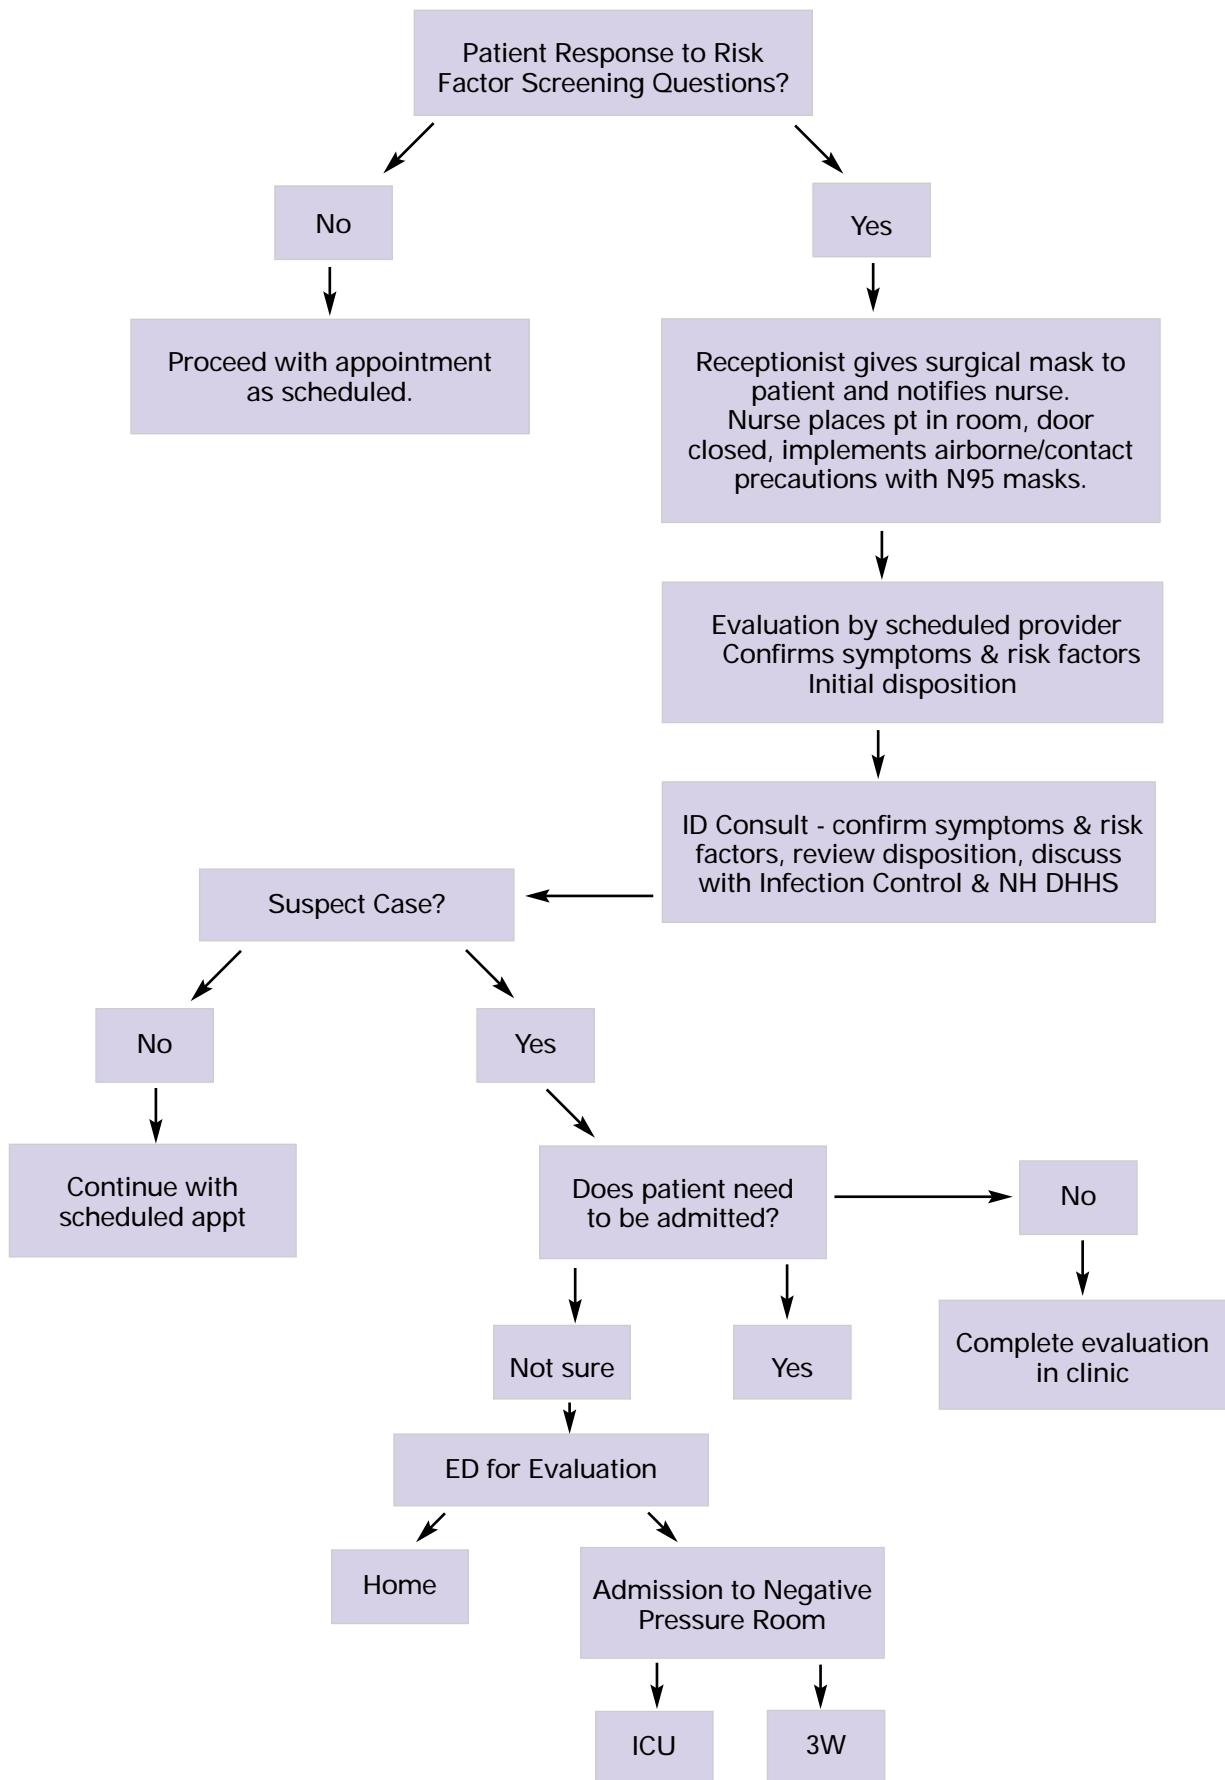 Patient Response to Risk
Factor Screening Questions?
No
Yes
Proceed with appointment
as scheduled.
Receptionist gives surgical mask to
patient and notifies nurse.
Nurse places pt in room, door
closed, implements airborne/contact
precautions with N95 masks.
Evaluation by scheduled provider
Confirms symptoms & risk factors
Initial disposition
ID Consult - confirm symptoms & risk
factors, review disposition, discuss
with Infection Control & NH DHHS
Suspect Case?
No
Yes
Continue with
scheduled appt
Does patient need
to be admitted?
No
Not sure
Yes
Complete evaluation
in clinic
ED for Evaluation
Home
Admission to Negative
Pressure Room
ICU
3W